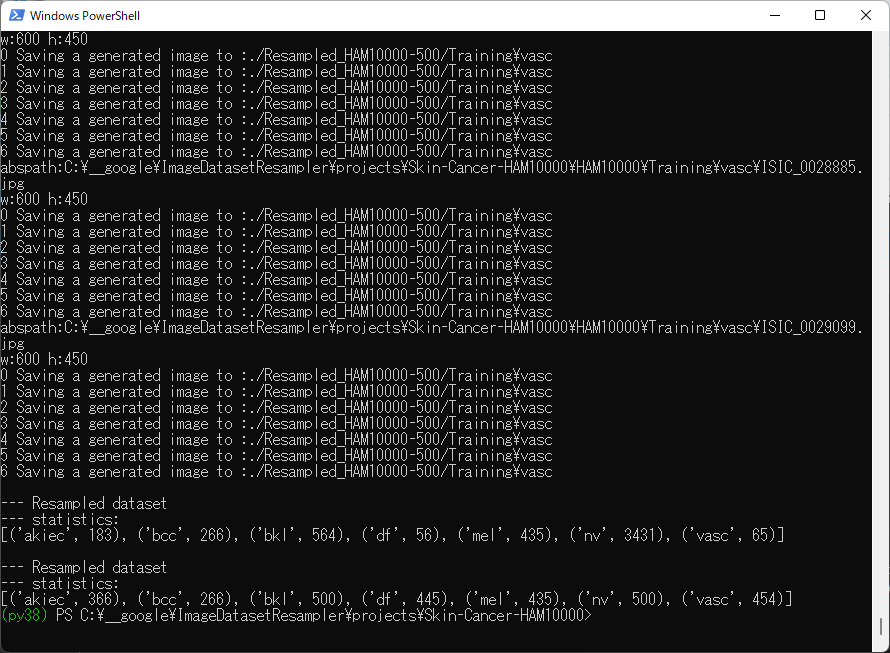 Windows PowerShell
w:600 h:450
0 Saving a generated image to :./Resampled_HAM10000-500/Training¥vasc
1 Saving a generated image to :./Resampled_HAM10000-500/Training¥vasc
2 Saving a generated image to :./Resampled_HAM10000-500/Training¥vasc
3 Saving a generated image to :./Resampled_HAM10000-500/Training¥vasc
4 Saving a generated image to :./Resampled_HAM10000-500/Training¥vasc
5 Saving a generated image to :./Resampled_HAM10000-500/Training¥vasc
6 Saving a generated image to :./Resampled_HAM10000-500/Training¥vasc
abspath:C:¥__google¥ImageDatasetResampler¥projects¥Skin-Cancer-HAM10000¥HAM10000¥Training¥vasc¥ISIC_0028885.
jpg
w:600 h:450
0 Saving a generated image to :./Resampled_HAM10000-500/Training¥vasc
1 Saving a generated image to :./Resampled_HAM10000-500/Training¥vasc
2 Saving a generated image to :./Resampled_HAM10000-500/Training¥vasc
3 Saving a generated image to :./Resampled_HAM10000-500/Training¥vasc
4 Saving a generated image to :./Resampled_HAM10000-500/Training¥vasc
5 Saving a generated image to :./Resampled_HAM10000-500/Training¥vasc
6 Saving a generated image to :./Resampled_HAM10000-500/Training¥vasc
abspath:C:¥__google¥ImageDatasetResampler¥projects¥Skin-Cancer-HAM10000¥HAM10000¥Training¥vasc¥ISIC_0029099.
jpg
w:600 h:450
0 Saving a generated image to :./Resampled_HAM10000-500/Training¥vasc
1 Saving a generated image to :./Resampled_HAM10000-500/Training¥vasc
2 Saving a generated image to :./Resampled_HAM10000-500/Training¥vasc
3 Saving a generated image to :./Resampled_HAM10000-500/Training¥vasc
4 Saving a generated image to :./Resampled_HAM10000-500/Training¥vasc
5 Saving a generated image to :./Resampled_HAM10000-500/Training¥vasc
6 Saving a generated image to :./Resampled_HAM10000-500/Training¥vasc
--- Resampled dataset
--- statistics:
[('akiec', 183), ('bcc', 266), ('bkl', 564), ('df', 56), ('mel', 435), ('nv', 3431), ('vasc', 65)]
--- Resampled dataset
--- statistics:
[('akiec', 366), ('bcc', 266), ('bkl', 500), ('df', 445), ('mel', 435), ('nv', 500), ('vasc', 454)]
(py38) PS C:¥__google¥ImageDatasetResampler¥projects¥Skin-Cancer-HAM10000>